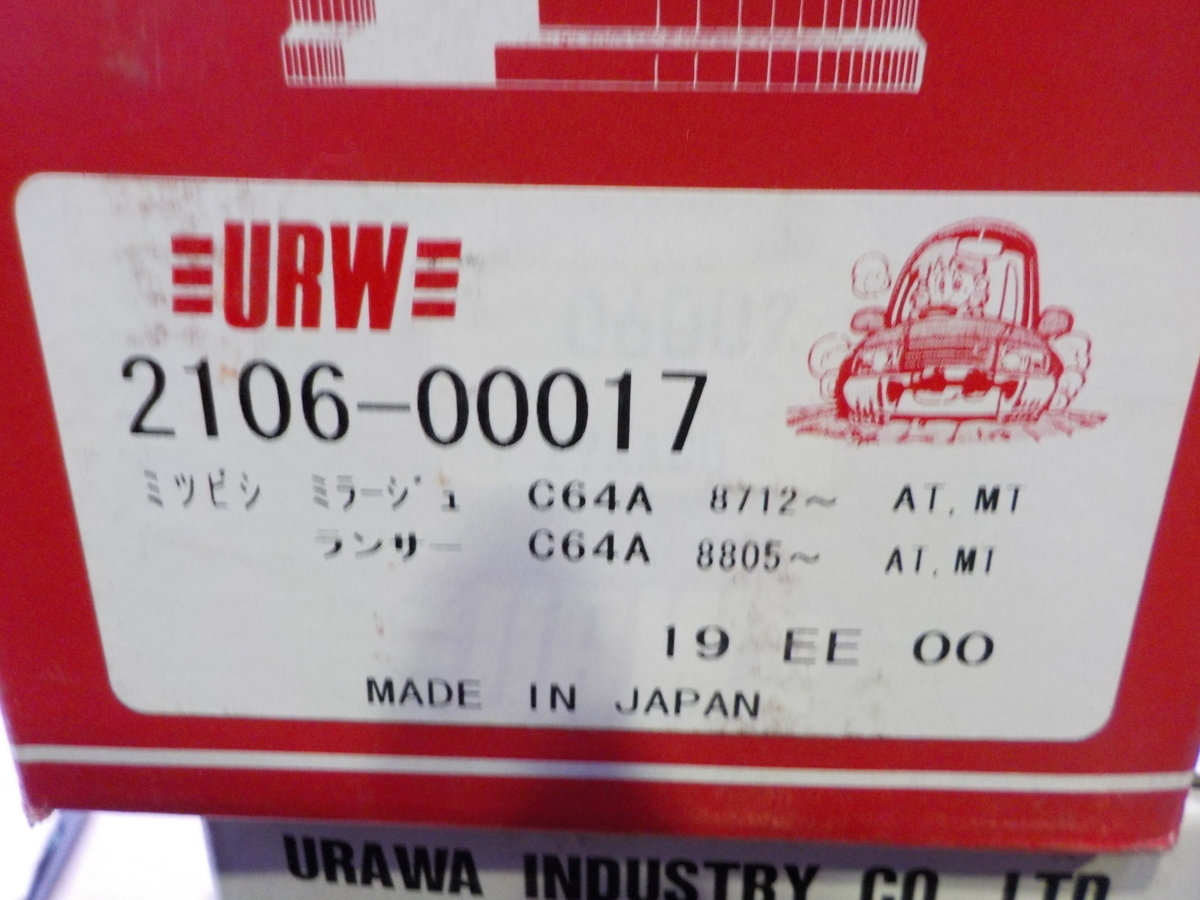 URW
2106-00017
ミツビシ ミラージュ C64A 8712~ AT, MT
ランサー C64A 8805~ AT, MT
19 EE 00
MADE IN JAPAN
URAWA INDUSTRY CO. LTD